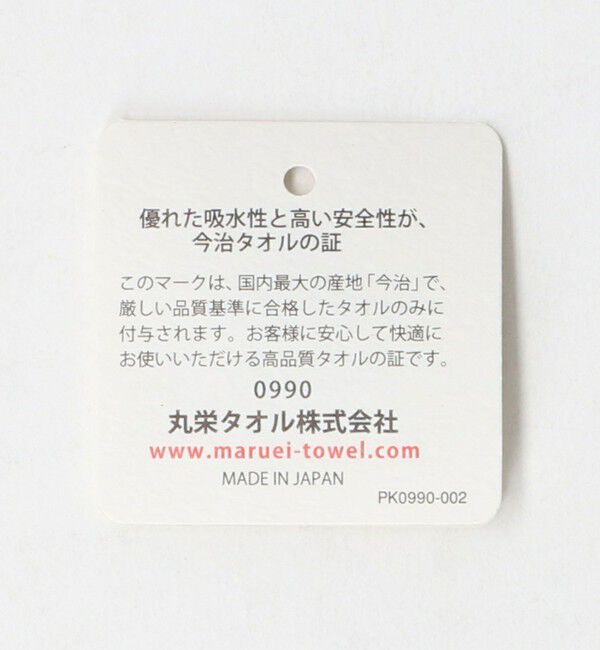 優れた吸水性と高い安全性が、
今治タオルの証
このマークは、国内最大の産地「今治」で、
厳しい品質基準に合格したタオルのみに
付与されます。お客様に安心して快適に
お使いいただける高品質タオルの証です。
0990
丸栄タオル株式会社
www.maruei-towel.com
MADE IN JAPAN
PK0990-002